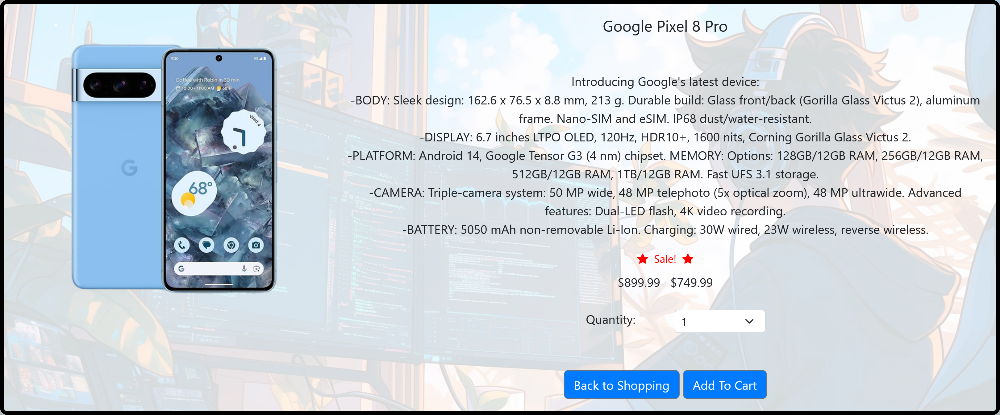 Google Pixel 8 Pro
9:30
5G
Coffee with Robin in 30 min
10:00 - 11:00 AM 68°F
Wed 4
68°
G
G
Introducing Google's latest device:
-BODY: Sleek design: 162.6 x 76.5 x 8.8 mm, 213 g. Durable build: Glass front/back (Gorilla Glass Victus 2), aluminum
frame. Nano-SIM and eSIM. IP68 dust/water-resistant.
-DISPLAY: 6.7 inches LTPO OLED, 120Hz, HDR10+, 1600 nits, Corning Gorilla Glass Victus 2.
-PLATFORM: Android 14, Google Tensor G3 (4 nm) chipset. MEMORY: Options: 128GB/12GB RAM, 256GB/12GB RAM,
512GB/12GB RAM, 1TB/12GB RAM. Fast UFS 3.1 storage.
-CAMERA: Triple-camera system: 50 MP wide, 48 MP telephoto (5x optical zoom), 48 MP ultrawide. Advanced
features: Dual-LED flash, 4K video recording.
-BATTERY: 5050 mAh non-removable Li-Ion. Charging: 30W wired, 23W wireless, reverse wireless.
Sale!
$899.99 $749.99
Quantity: 1
Back to Shopping Add To Cart